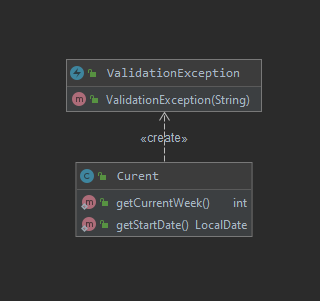 ValidationException
ValidationException(String)
«create»
Curent
getCurrentWeek() int
getStartDate() LocalDate